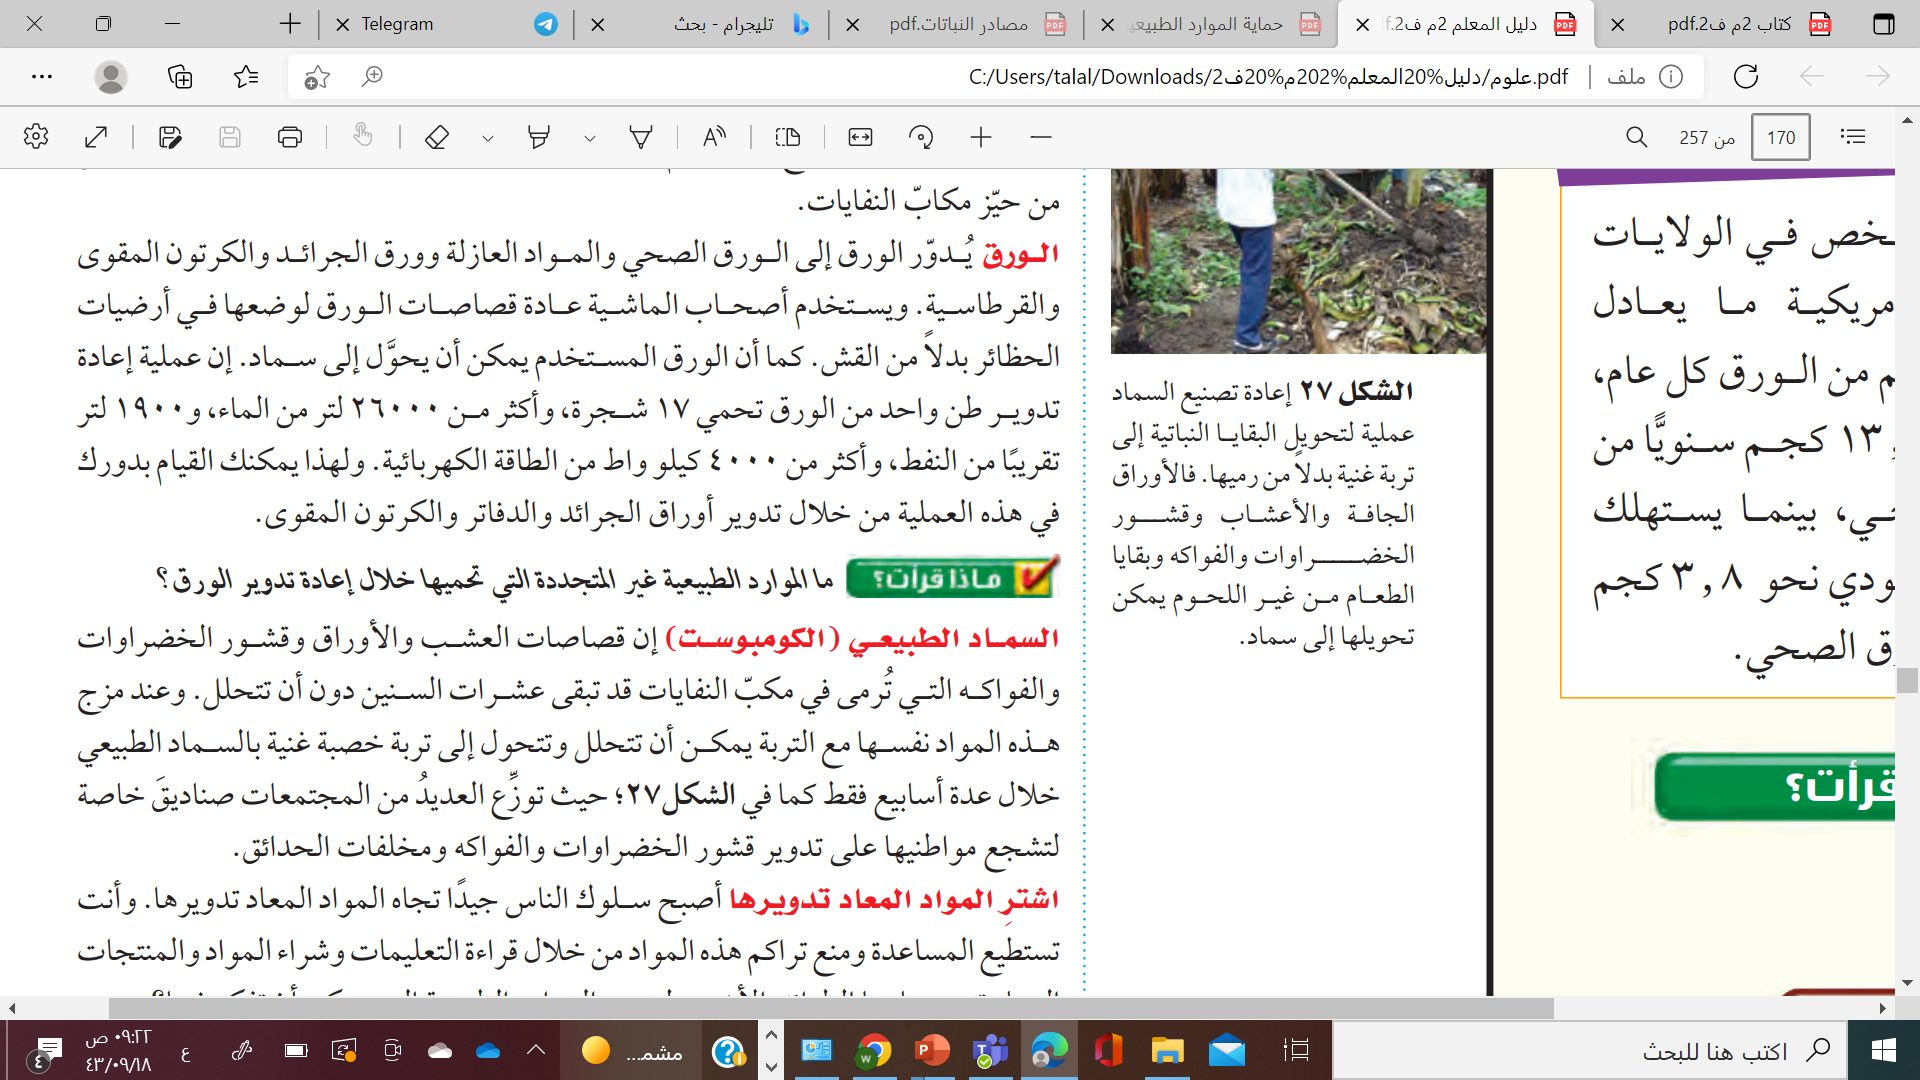 كتاب 2م ف2.pdf
دليل المعلم 2م ف2.
حماية الموارد الطبيعي
مصادر النباتات.pdf
تليجرام - بحث
Telegram
ملف
C:/Users/talal/Downloads/علوم/دليل%20المعلم%202م%20ف2.pdf
170
من 257
من حيّز مكابّ النفايات.
الورق يُدوّر الورق إلى الورق الصحي والمواد العازلة وورق الجرائد والكرتون المقوى
والقرطاسية. ويستخدم أصحاب الماشية عادة قصاصات الورق لوضعها في أرضيات
الحظائر بدلاً من القش. كما أن الورق المستخدم يمكن أن يحوَّل إلى سماد. إن عملية إعادة
تدوير طن واحد من الورق تحمي ١٧ شجرة، وأكثر من ٢٦٠٠٠ لتر من الماء، و١٩٠٠ لتر
تقريبًا من النفط، وأكثر من ٤٠٠٠ كيلو واط من الطاقة الكهربائية. ولهذا يمكنك القيام بدورك
في هذه العملية من خلال تدوير أوراق الجرائد والدفاتر والكرتون المقوى.
ماذا قرأت؟ ما الموارد الطبيعية غير المتجددة التي تحميها خلال إعادة تدوير الورق؟
السماد الطبيعي (الكومبوست) إن قصاصات العشب والأوراق وقشور الخضراوات
والفواكه التي تُرمى في مكبّ النفايات قد تبقى عشرات السنين دون أن تتحلل. وعند مزج
هذه المواد نفسها مع التربة يمكن أن تتحلل وتتحول إلى تربة خصبة غنية بالسماد الطبيعي
خلال عدة أسابيع فقط كما في الشكل٢٧؛ حيث توزِّع العديدُ من المجتمعات صناديقَ خاصة
لتشجع مواطنيها على تدوير قشور الخضراوات والفواكه ومخلفات الحدائق.
اشترِ المواد المعاد تدويرها أصبح سلوك الناس جيدًا تجاه المواد المعاد تدويرها. وأنت
تستطيع المساعدة ومنع تراكم هذه المواد من خلال قراءة التعليمات وشراء المواد والمنتجات
الشكل ٢٧ إعادة تصنيع السماد
عملية لتحويل البقايا النباتية إلى
تربة غنية بدلاً من رميها. فالأوراق
الجافة والأعشاب وقشور
الخضراوات والفواكه وبقايا
الطعام من غير اللحوم يمكن
تحويلها إلى سماد.
خص في الولايات
مريكية ما يعادل
م من الورق كل عام،
١٣ كجم سنويًّا من
ي، بينما يستهلك
ودي نحو ٣,٨ كجم
ق الصحي.
قرأت؟
اكتب هنا للبحث
مشم...
ع
٠٩:٢٢ ص
٤٣/٠٩/١٨
٤